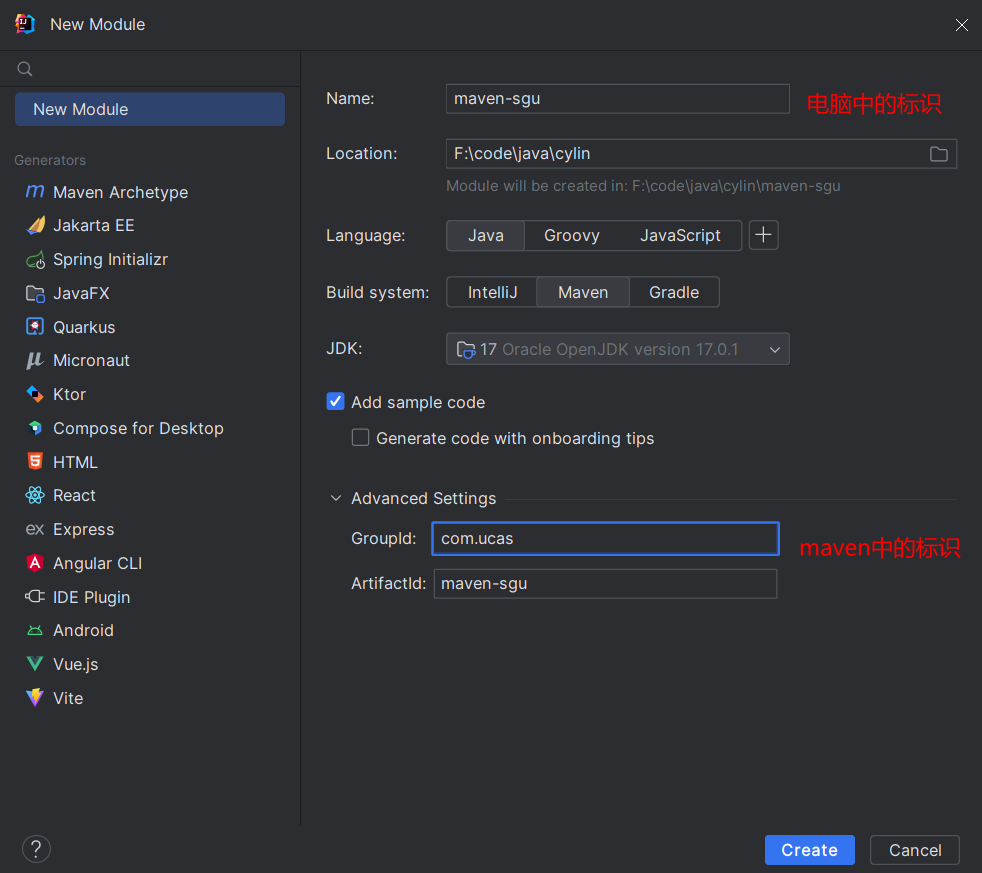 New Module
New Module
Generators
Maven Archetype
Jakarta EE
Spring Initializr
JavaFX
Quarkus
Micronaut
Ktor
Compose for Desktop
HTML
React
Express
Angular CLI
IDE Plugin
Android
Vue.js
Vite
Name: maven-sgu 电脑中的标识
Location: F:\code\java\cylin
Module will be created in: F:\code\java\cylin\maven-sgu
Language: Java Groovy JavaScript
Build system: IntelliJ Maven Gradle
JDK: 17 Oracle OpenJDK version 17.0.1
Add sample code
Generate code with onboarding tips
Advanced Settings
GroupId: com.ucas maven中的标识
ArtifactId: maven-sgu
? Create Cancel